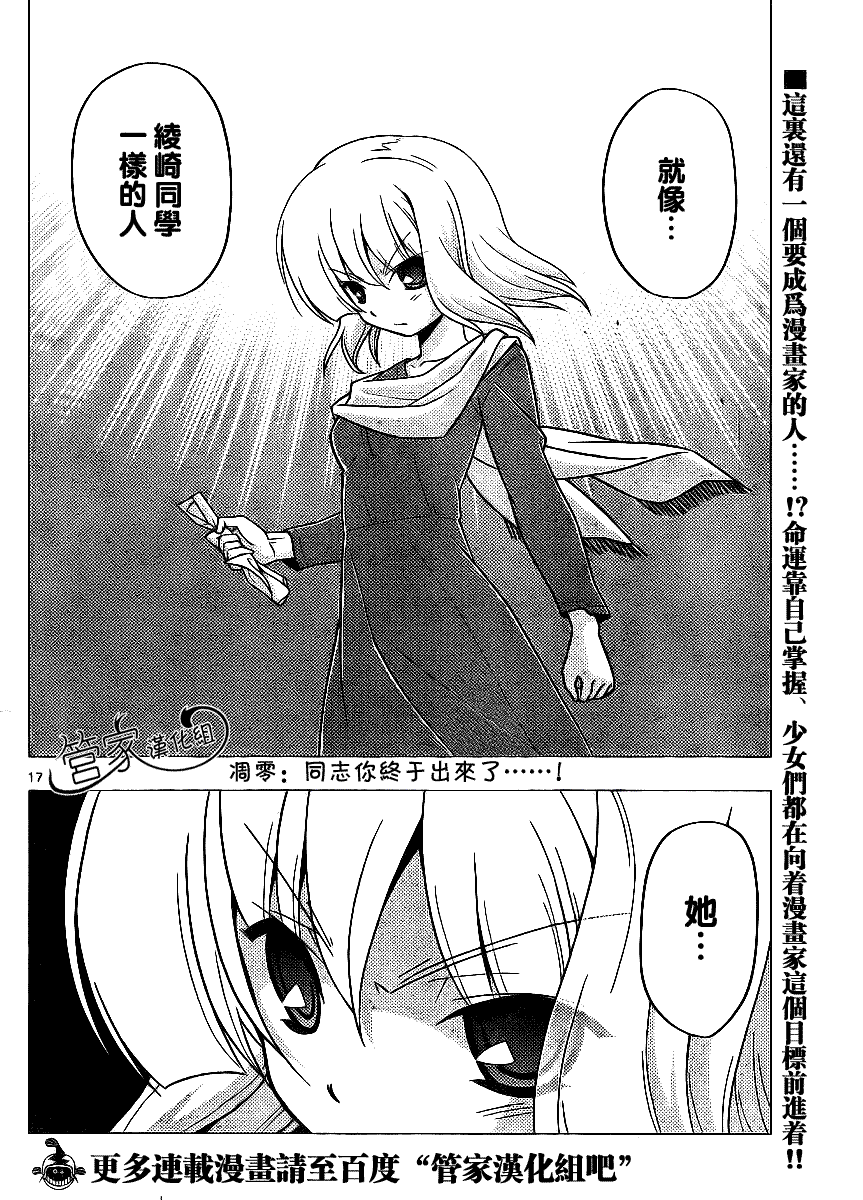 就像…
綾崎同學
一樣的人
■這裏還有一個要成爲漫畫家的人……!?命運靠自己掌握、少女們都在向着漫畫家這個目標前進着!!
管家漢化組
17
凋零：同志你終于出來了……！
她…
更多連載漫畫請至百度“管家漢化組吧”